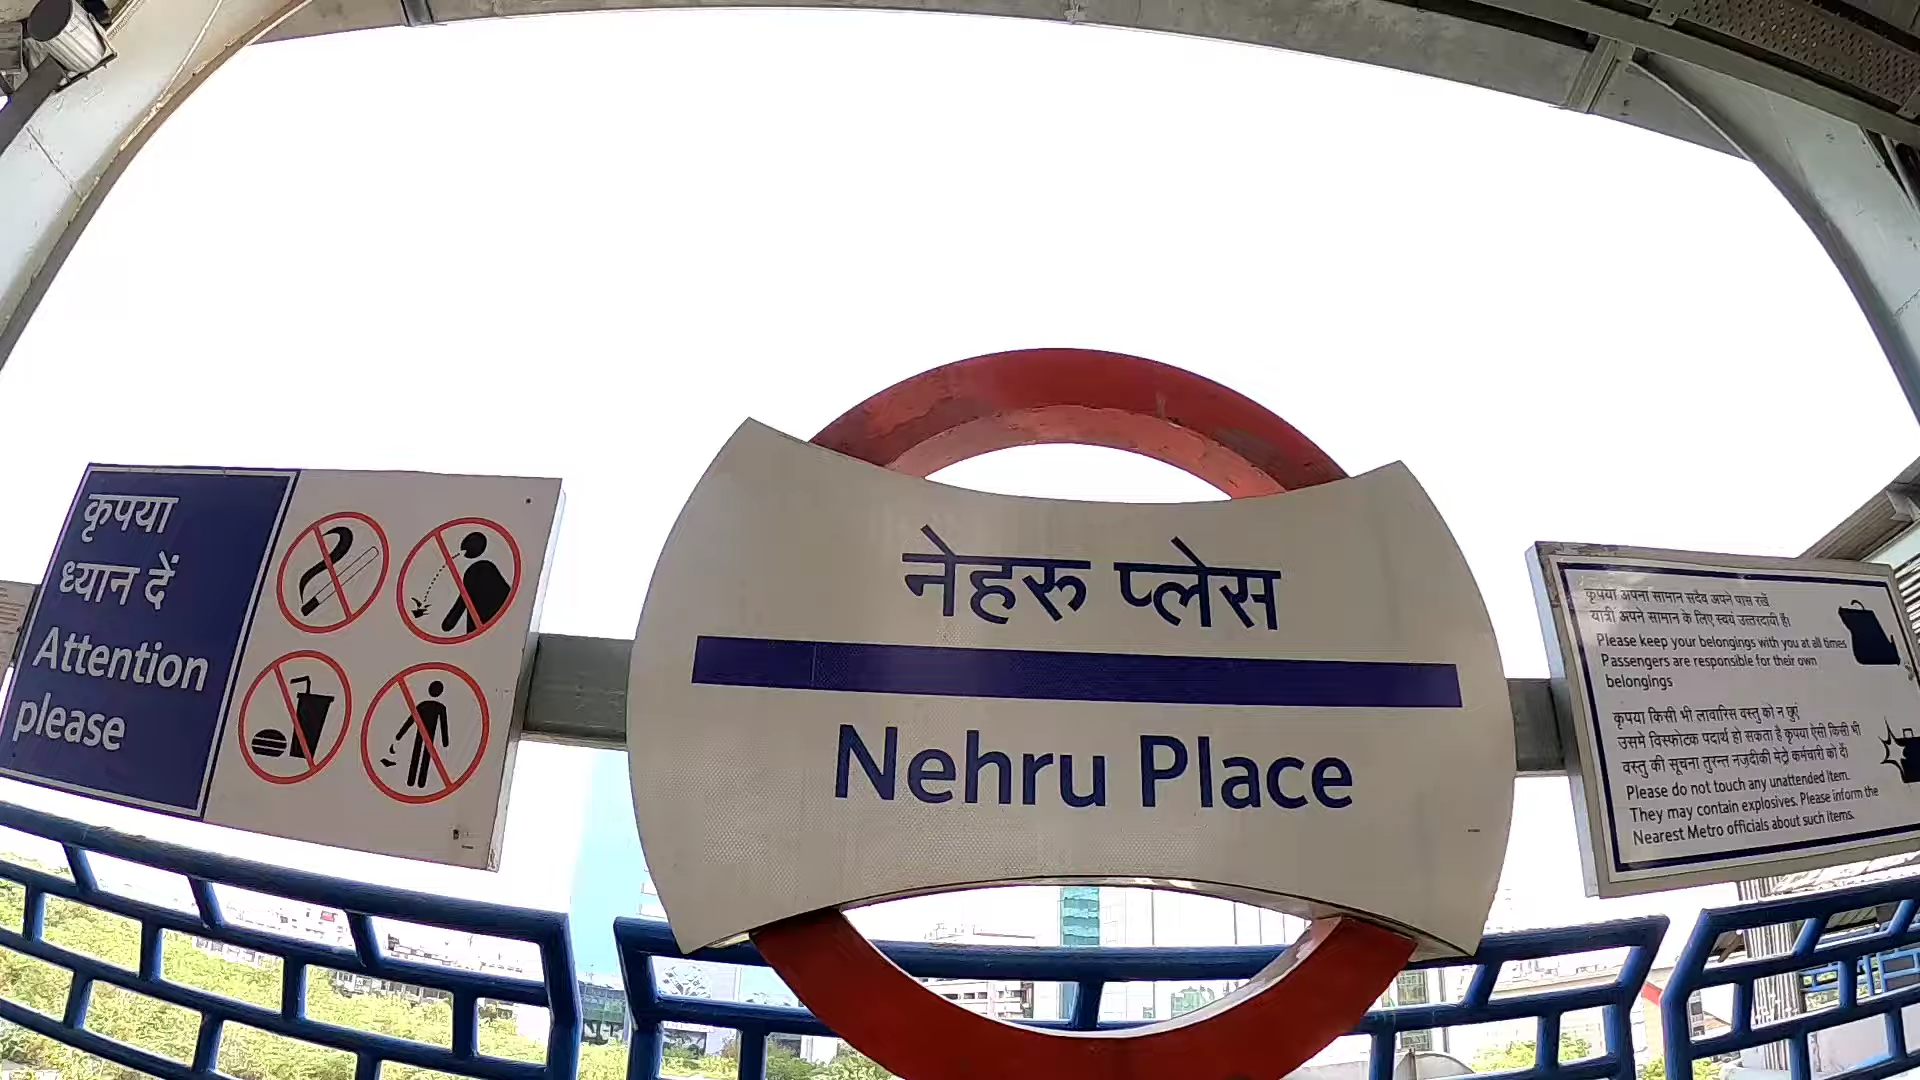 कृपया
ध्यान दें
Attention
please
नेहरु प्लेस
Nehru Place
कृपया अपना सामान सदैव अपने पास रखें
यात्री अपने सामान के लिए स्वयं उत्तरदायी हैं।
Please keep your belongings with you at all times
Passengers are responsible for their own
belongings
कृपया किसी भी लावारिस वस्तु को न छुएं
उसमे विस्फोटक पदार्थ हो सकता है कृपया ऐसी किसी भी
वस्तु की सूचना तुरन्त नज़दीकी मेट्रो कर्मचारी को दें।
Please do not touch any unattended item.
They may contain explosives. Please inform the
Nearest Metro officials about such items.